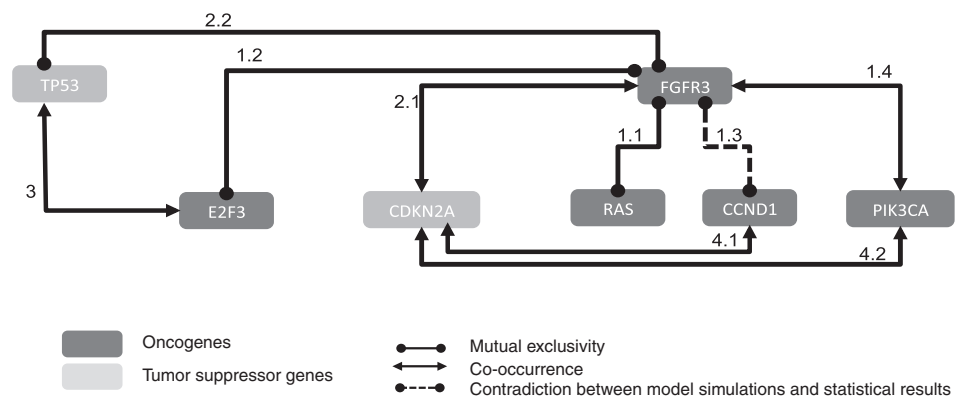 2.2
1.2
TP53
FGFR3
1.4
2.1
1.1
1.3
3
E2F3
CDKN2A
RAS
CCND1
PIK3CA
4.1
4.2
Oncogenes
Tumor suppressor genes
Mutual exclusivity
Co-occurrence
Contradiction between model simulations and statistical results